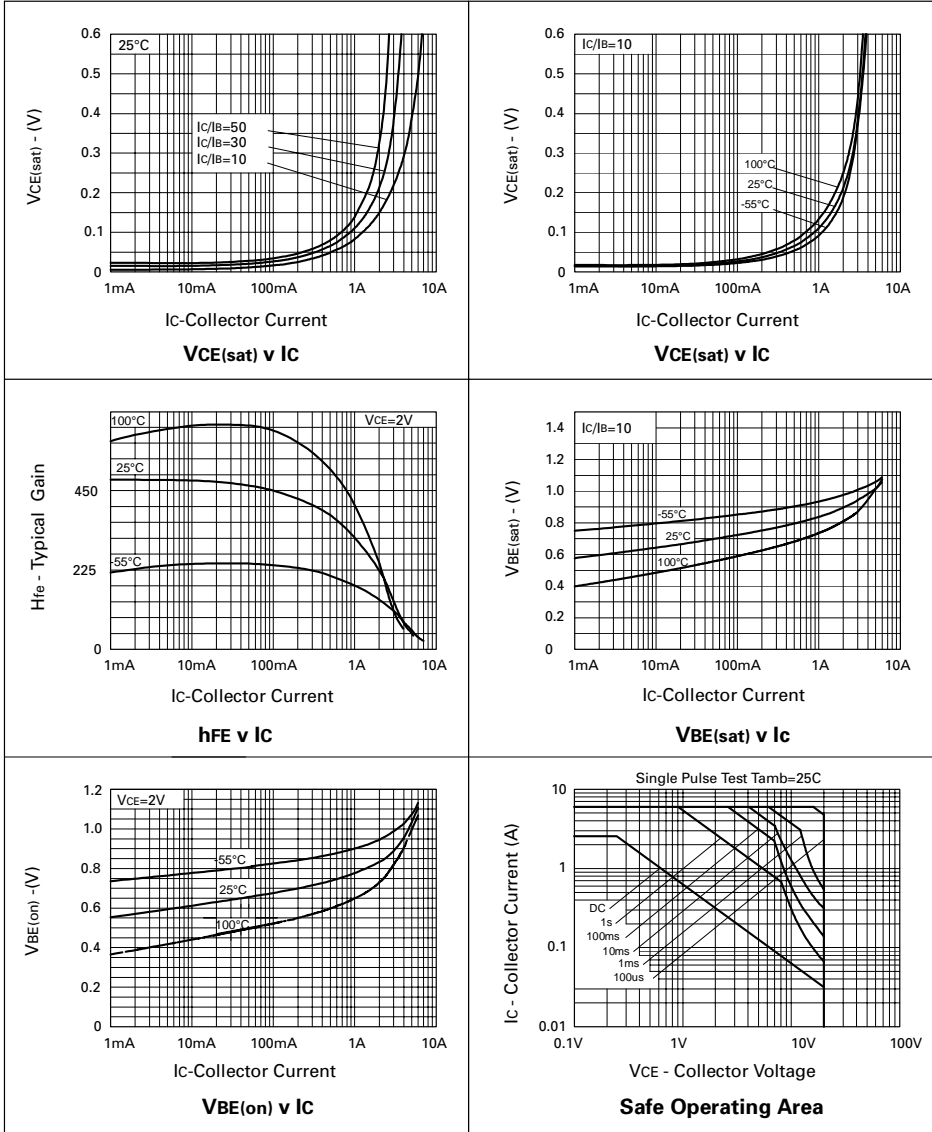 25°C
0.6
0.5
0.4
0.3
0.2
0.1
0
IC/IB=50
IC/IB=30
IC/IB=10
1mA 10mA 100mA 1A 10A
VCE(sat) - (V)
IC-Collector Current
VCE(sat) v IC
IC/IB=10
0.6
0.5
0.4
0.3
0.2
0.1
0
100°C
25°C
-55°C
1mA 10mA 100mA 1A 10A
VCE(sat) - (V)
IC-Collector Current
VCE(sat) v IC
100°C
VCE=2V
25°C
450
-55°C
225
0
1mA 10mA 100mA 1A 10A
Hfe - Typical Gain
IC-Collector Current
hFE v IC
IC/IB=10
1.4
1.2
1.0
0.8
0.6
0.4
0.2
0
-55°C
25°C
100°C
1mA 10mA 100mA 1A 10A
VBE(sat) - (V)
IC-Collector Current
VBE(sat) v Ic
VCE=2V
1.2
1.0
0.8
0.6
0.4
0.2
0
-55°C
25°C
100°C
1mA 10mA 100mA 1A 10A
VBE(on) -(V)
IC-Collector Current
VBE(on) v IC
Single Pulse Test Tamb=25C
10
1
0.1
0.01
DC
1s
100ms
10ms
1ms
100us
0.1V 1V 10V 100V
IC - Collector Current (A)
VCE - Collector Voltage
Safe Operating Area